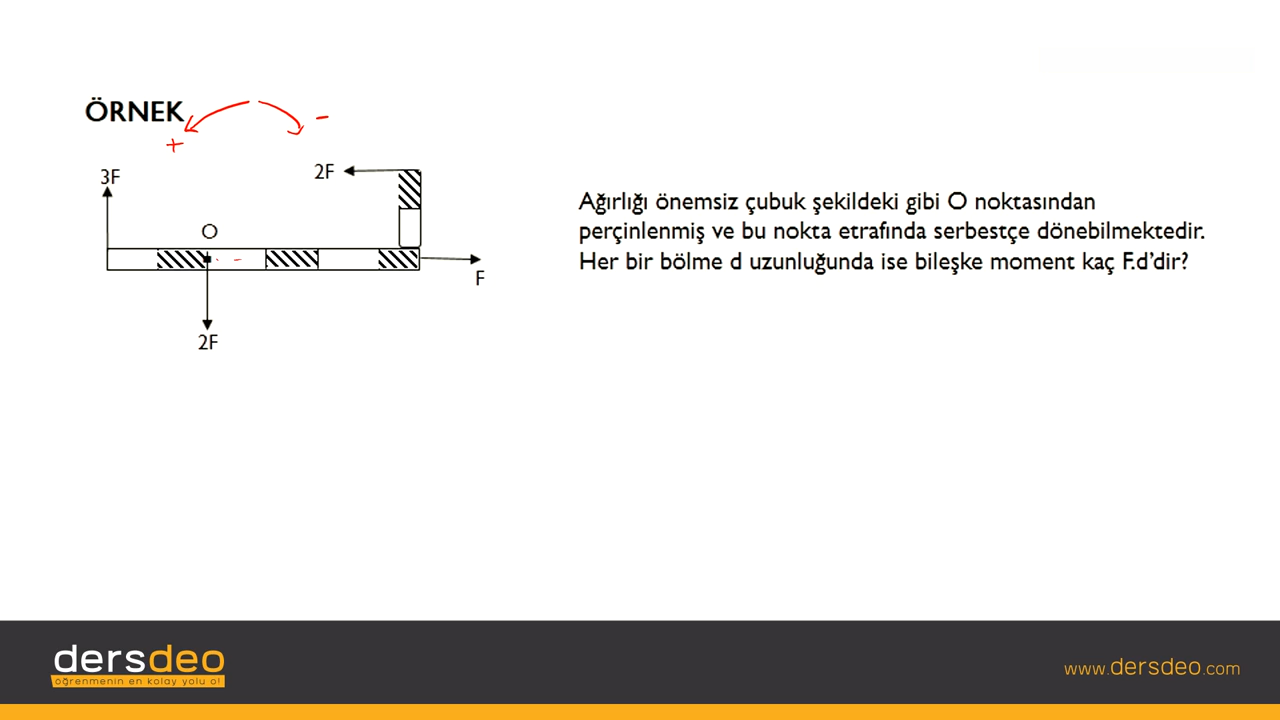 ÖRNEK
+
-
3F
2F
O
F
2F
Ağırlığı önemsiz çubuk şekildeki gibi O noktasından
perçinlenmiş ve bu nokta etrafında serbestçe dönebilmektedir.
Her bir bölme d uzunluğunda ise bileşke moment kaç F.d'dir?
dersdeo
öğrenmenin en kolay yolu o!
www.dersdeo.com